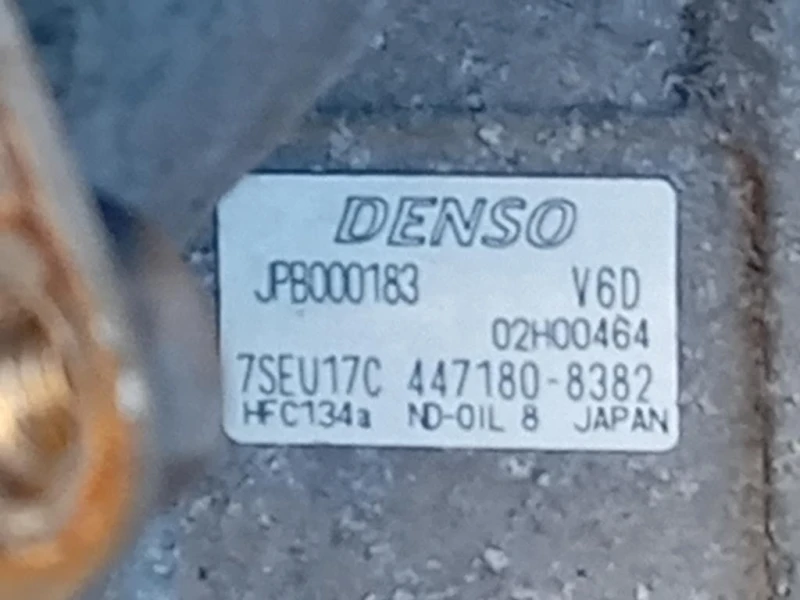 DENSO
JPB000183 V6D
02H00464
7SEU17C 447180-8382
HFC134a ND-OIL 8 JAPAN